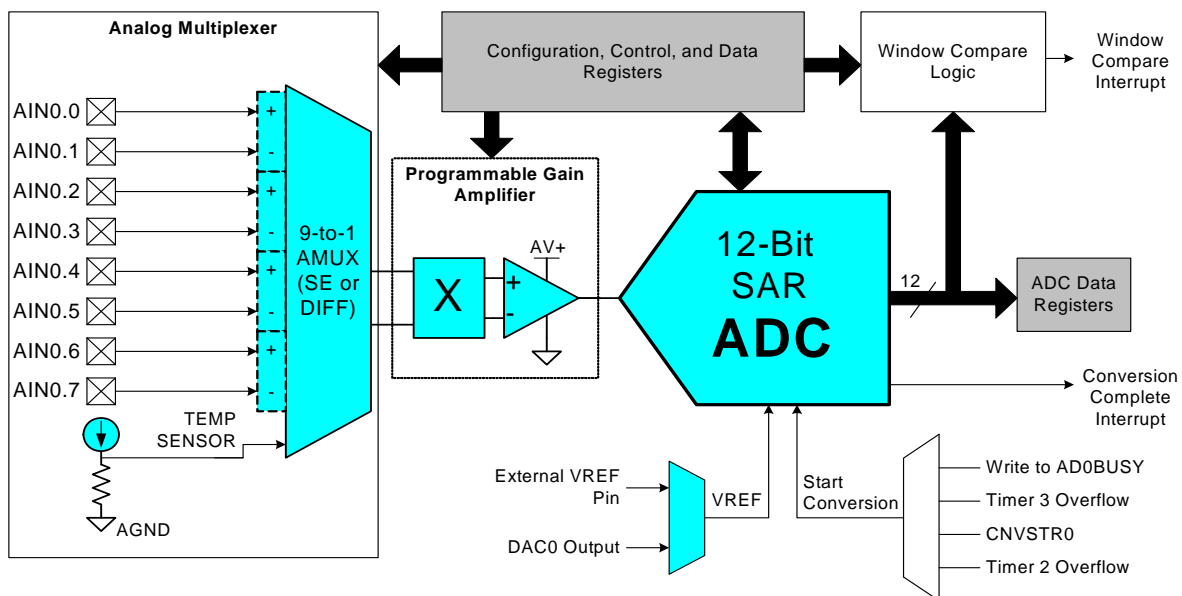 Analog Multiplexer
AIN0.0
AIN0.1
AIN0.2
AIN0.3
AIN0.4
AIN0.5
AIN0.6
AIN0.7
+
-
+
-
+
-
+
-
9-to-1
AMUX
(SE or
DIFF)
TEMP
SENSOR
AGND
Configuration, Control, and Data
Registers
Window Compare
Logic
Window
Compare
Interrupt
Programmable Gain
Amplifier
X
+
-
AV+
12-Bit
SAR
ADC
12
ADC Data
Registers
Conversion
Complete
Interrupt
External VREF
Pin
DAC0 Output
VREF
Start
Conversion
Write to AD0BUSY
Timer 3 Overflow
CNVSTR0
Timer 2 Overflow